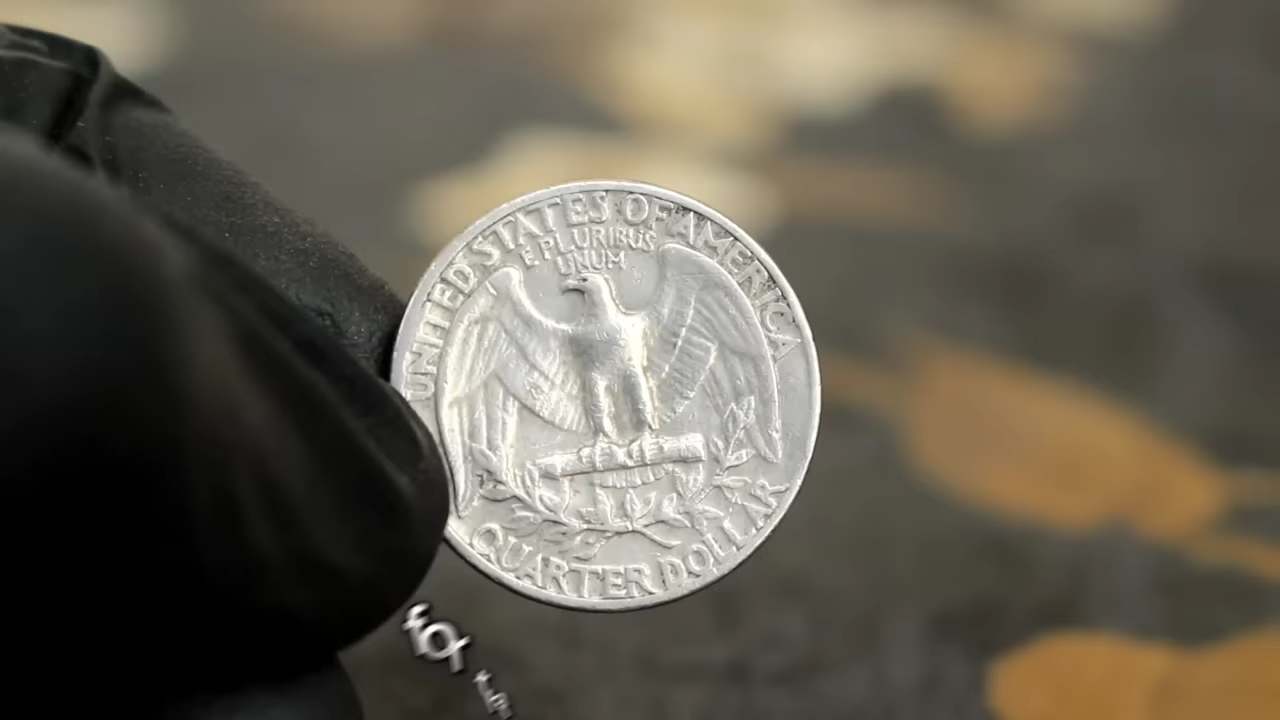 UNITED STATES OF AMERICA
E PLURIBUS
UNUM
QUARTER DOLLAR